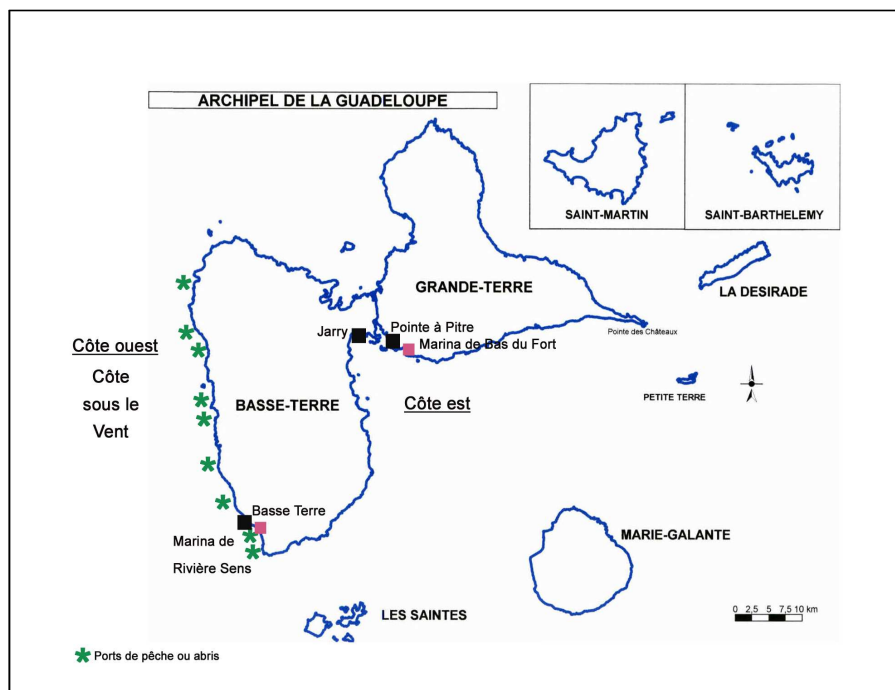 ARCHIPEL DE LA GUADELOUPE
SAINT-MARTIN
SAINT-BARTHELEMY
GRANDE-TERRE
LA DESIRADE
Pointe des Châteaux
Jarry
Pointe à Pitre
Marina de Bas du Fort
Côte ouest
Côte
sous le
Vent
BASSE-TERRE
Côte est
PETITE TERRE
Basse Terre
Marina de
Rivière Sens
MARIE-GALANTE
LES SAINTES
0 2,5 5 7,5 10 km
Ports de pêche ou abris